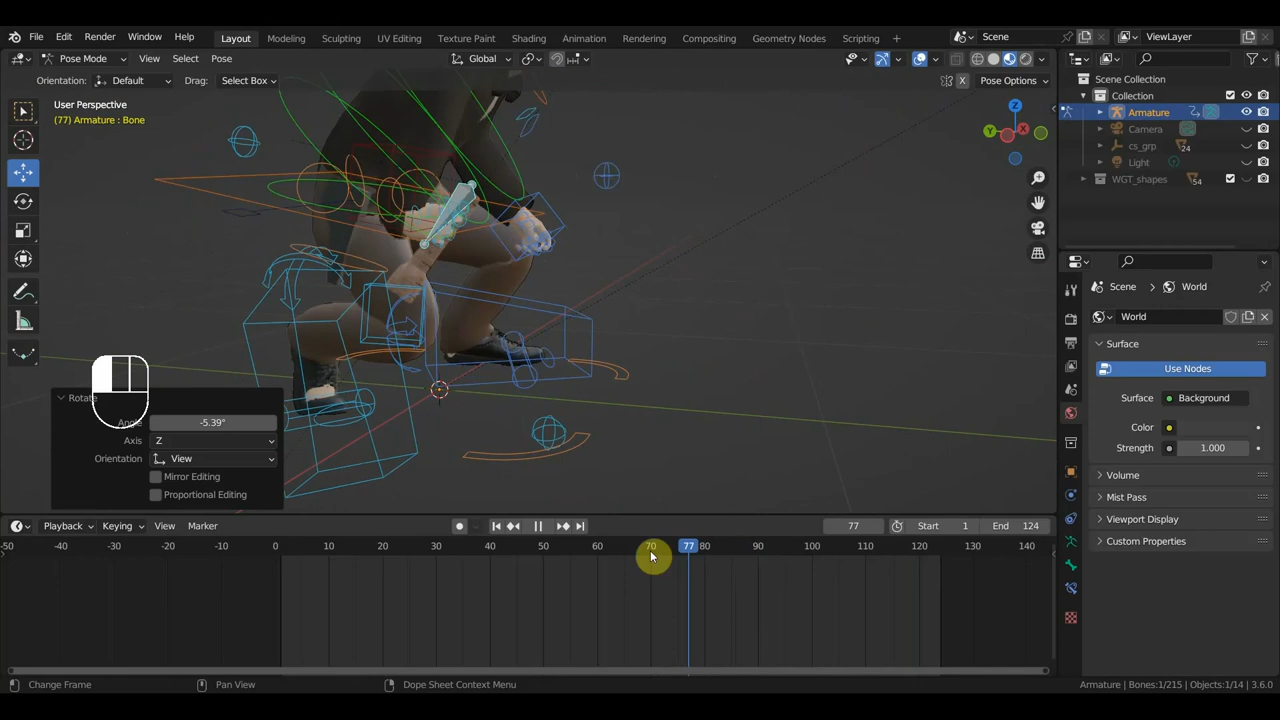 File Edit Render Window Help Layout Modeling Sculpting UV Editing Texture Paint Shading Animation Rendering Compositing Geometry Nodes Scripting + Scene ViewLayer
Pose Mode View Select Pose Global
Orientation: Default Drag: Select Box X Pose Options
Scene Collection
Collection
Armature
Camera
cs_grp 24
Light
WGT_shapes 54
User Perspective
(77) Armature : Bone
Z
Y X
Scene World
World
Surface
Use Nodes
Surface Background
Color
Strength 1.000
Volume
Mist Pass
Viewport Display
Custom Properties
Rotate
Angle -5.39°
Axis Z
Orientation View
Mirror Editing
Proportional Editing
Playback Keying View Marker 77 Start 1 End 124
-50 -40 -30 -20 -10 0 10 20 30 40 50 60 70 77 80 90 100 110 120 130 140
Change Frame Pan View Dope Sheet Context Menu Armature | Bones:1/215 | Objects:1/14 | 3.6.0